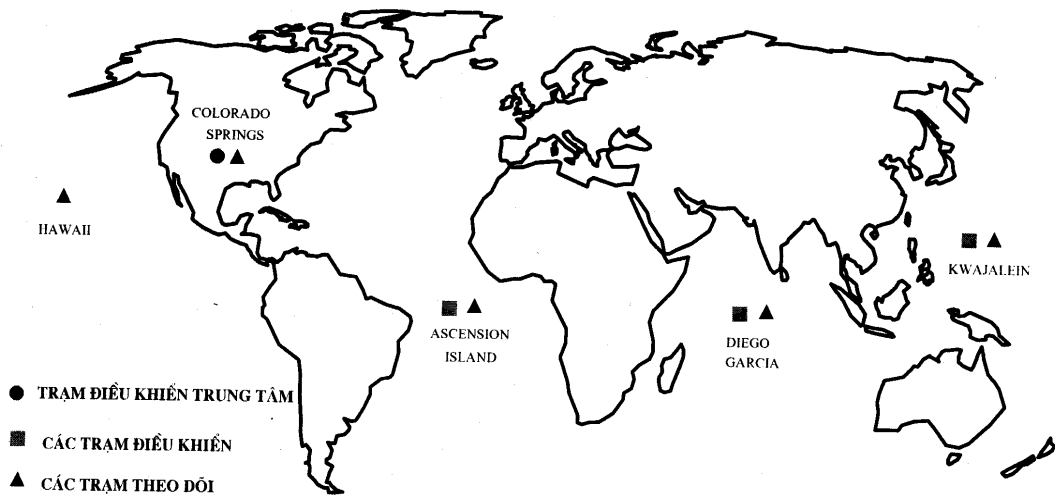 COLORADO
SPRINGS
HAWAII
KWAJALEIN
ASCENSION
ISLAND
DIEGO
GARCIA
TRẠM ĐIỀU KHIỂN TRUNG TÂM
CÁC TRẠM ĐIỀU KHIỂN
CÁC TRẠM THEO DÕI